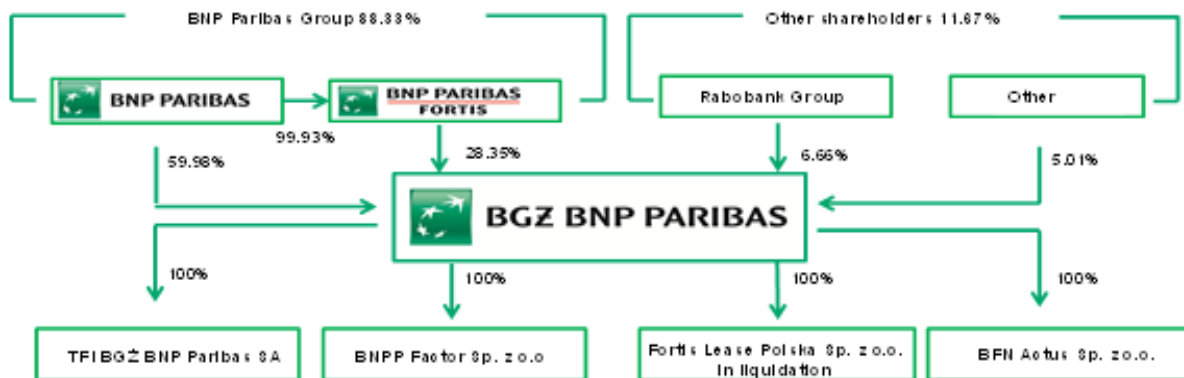 BNP Paribas Group 88.33%
Other shareholders 11.67%
BNP PARIBAS
BNP PARIBAS
FORTIS
Rabobank Group
Other
99.93%
59.98%
28.35%
6.66%
5.01%
BGŻ BNP PARIBAS
100%
100%
100%
100%
TFI BGŻ BNP Paribas SA
BNPP Factor Sp. z o.o
Fortis Lease Polska Sp. z o.o.
in liquidation
BFN Actus Sp. z o.o.